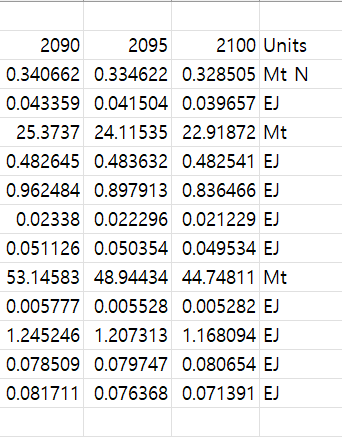 2090 2095 2100 Units
0.340662 0.334622 0.328505 Mt N
0.043359 0.041504 0.039657 EJ
25.3737 24.11535 22.91872 Mt
0.482645 0.483632 0.482541 EJ
0.962484 0.897913 0.836466 EJ
0.02338 0.022296 0.021229 EJ
0.051126 0.050354 0.049534 EJ
53.14583 48.94434 44.74811 Mt
0.005777 0.005528 0.005282 EJ
1.245246 1.207313 1.168094 EJ
0.078509 0.079747 0.080654 EJ
0.081711 0.076368 0.071391 EJ